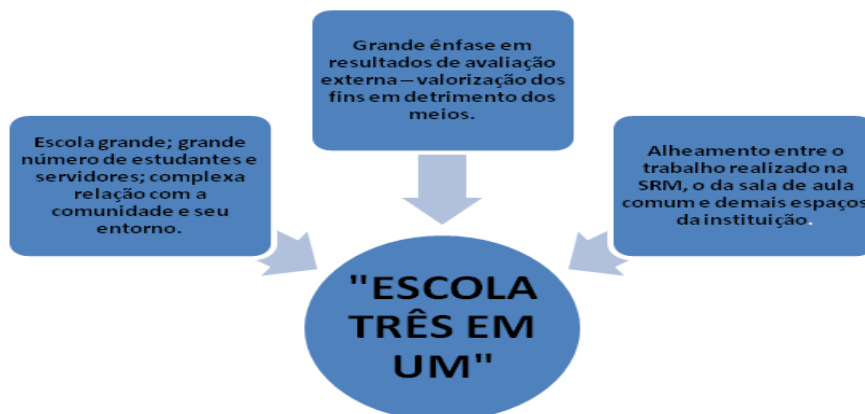 Grande ênfase em
resultados de avaliação
externa – valorização dos
fins em detrimento dos
meios.
Escola grande; grande
número de estudantes e
servidores; complexa
relação com a
comunidade e seu
entorno.
Alheamento entre o
trabalho realizado na
SRM, o da sala de aula
comum e demais espaços
da instituição.
"ESCOLA
TRÊS EM
UM"